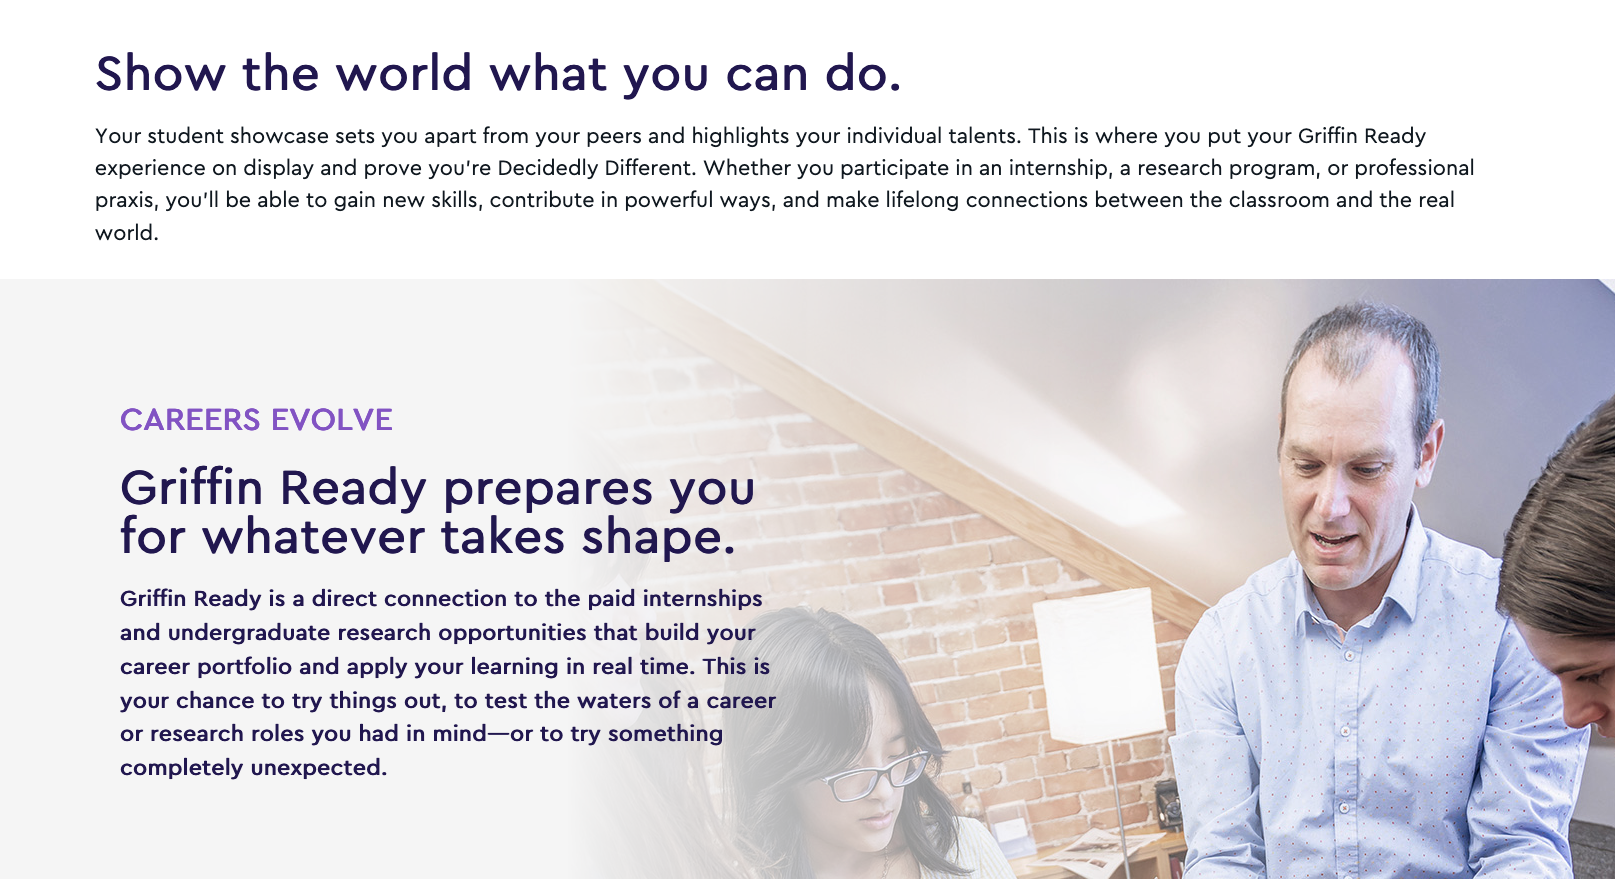 Show the world what you can do.
Your student showcase sets you apart from your peers and highlights your individual talents. This is where you put your Griffin Ready
experience on display and prove you’re Decidedly Different. Whether you participate in an internship, a research program, or professional
praxis, you’ll be able to gain new skills, contribute in powerful ways, and make lifelong connections between the classroom and the real
world.
CAREERS EVOLVE
Griffin Ready prepares you
for whatever takes shape.
Griffin Ready is a direct connection to the paid internships
and undergraduate research opportunities that build your
career portfolio and apply your learning in real time. This is
your chance to try things out, to test the waters of a career
or research roles you had in mind—or to try something
completely unexpected.